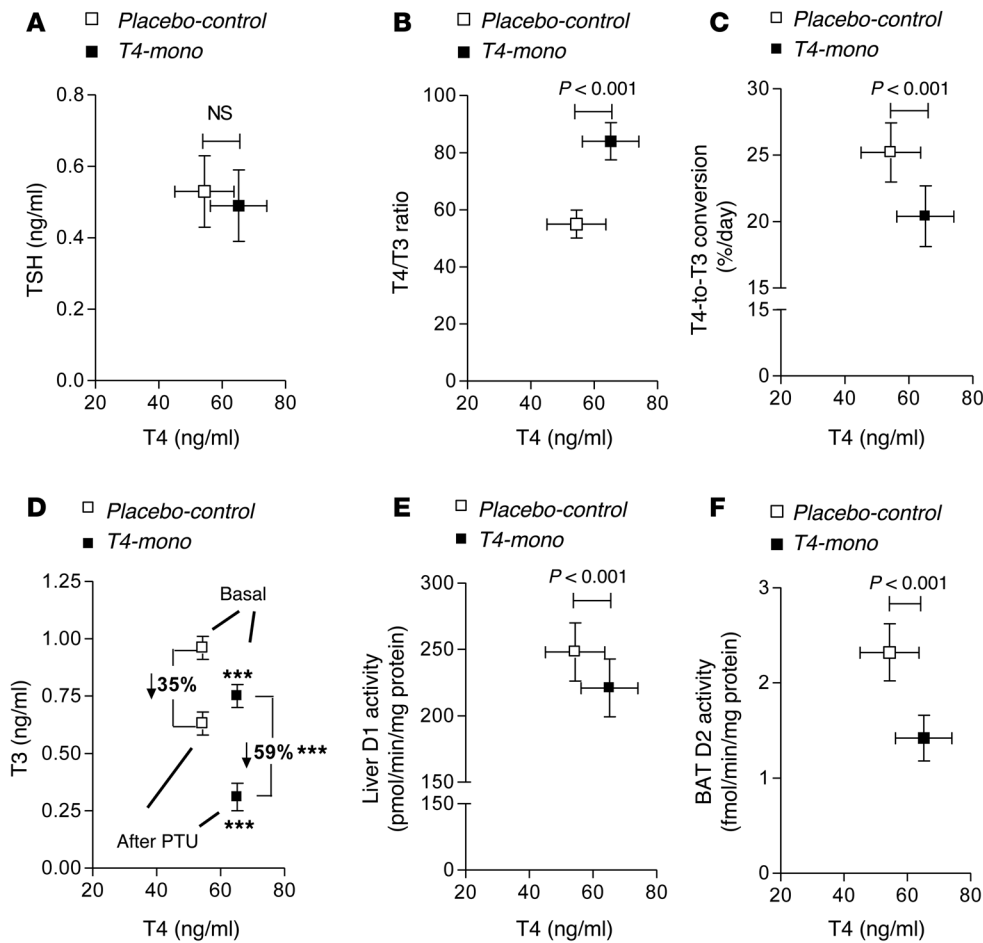 A
Placebo-control
T4-mono
NS
TSH (ng/ml)
0.8
0.6
0.4
0.2
0.0
20 40 60 80
T4 (ng/ml)
B
Placebo-control
T4-mono
P < 0.001
T4/T3 ratio
100
80
60
40
20
0
20 40 60 80
T4 (ng/ml)
C
Placebo-control
T4-mono
P < 0.001
T4-to-T3 conversion
(%/day)
30
25
20
15
15
0
20 40 60 80
T4 (ng/ml)
D
Placebo-control
T4-mono
Basal
T3 (ng/ml)
1.25
1.00
0.75
0.50
0.25
0.00
35%
***
59% ***
After PTU
***
20 40 60 80
T4 (ng/ml)
E
Placebo-control
T4-mono
P < 0.001
Liver D1 activity
(pmol/min/mg protein)
300
250
200
150
150
0
20 40 60 80
T4 (ng/ml)
F
Placebo-control
T4-mono
P < 0.001
BAT D2 activity
(fmol/min/mg protein)
3
2
1
0
20 40 60 80
T4 (ng/ml)